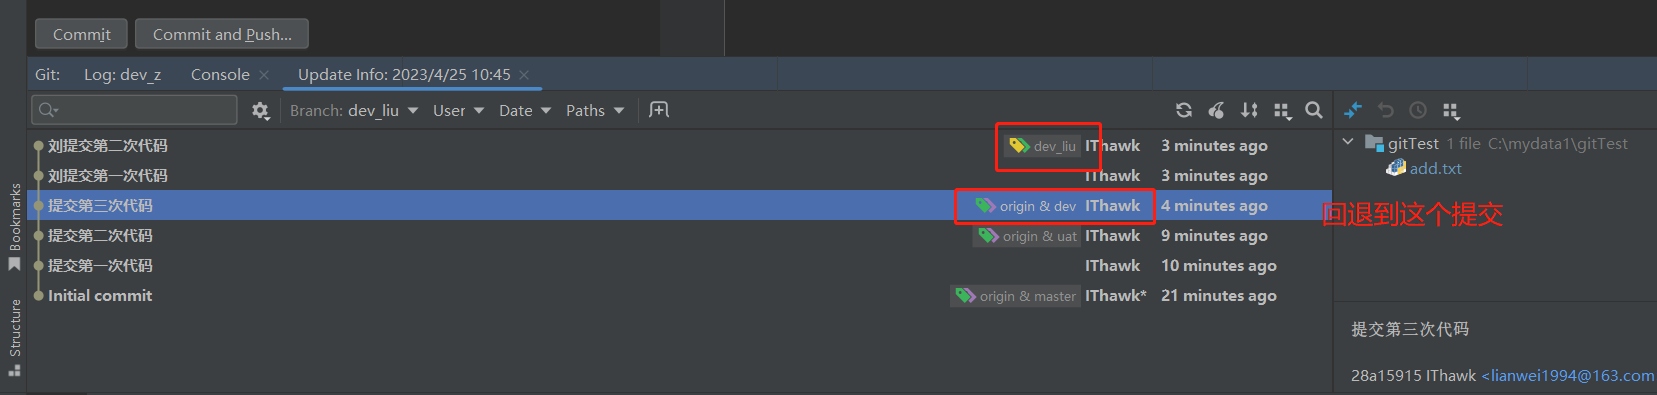 Commit Commit and Push...
Git: Log: dev_z Console Update Info: 2023/4/25 10:45
Branch: dev_liu User Date Paths
刘提交第二次代码 dev_liu IThawk 3 minutes ago
刘提交第一次代码 IThawk 3 minutes ago
提交第三次代码 origin & dev IThawk 4 minutes ago
提交第二次代码 origin & uat IThawk 9 minutes ago
提交第一次代码 IThawk 10 minutes ago
Initial commit origin & master IThawk* 21 minutes ago
gitTest 1 file C:\mydata1\gitTest
add.txt
回退到这个提交
提交第三次代码
28a15915 IThawk <lianwei1994@163.com
Bookmarks
Structure